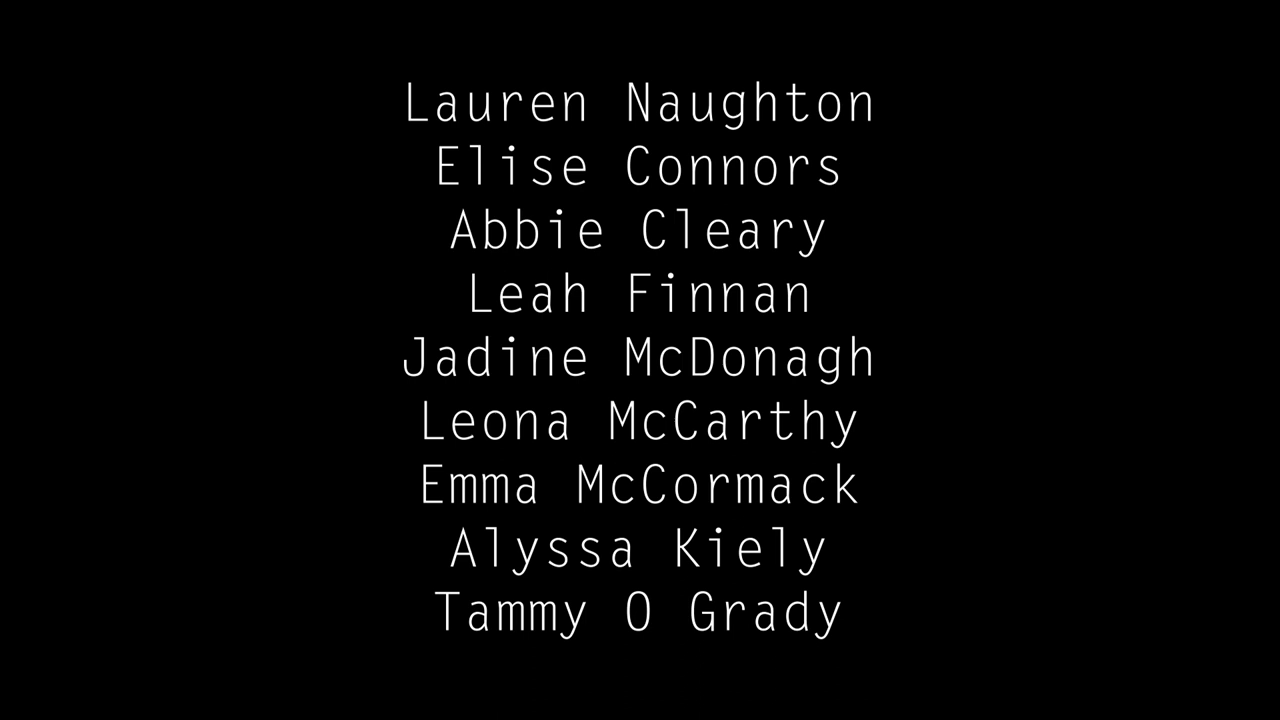 Lauren Naughton
Elise Connors
Abbie Cleary
Leah Finnan
Jadine McDonagh
Leona McCarthy
Emma McCormack
Alyssa Kiely
Tammy O Grady